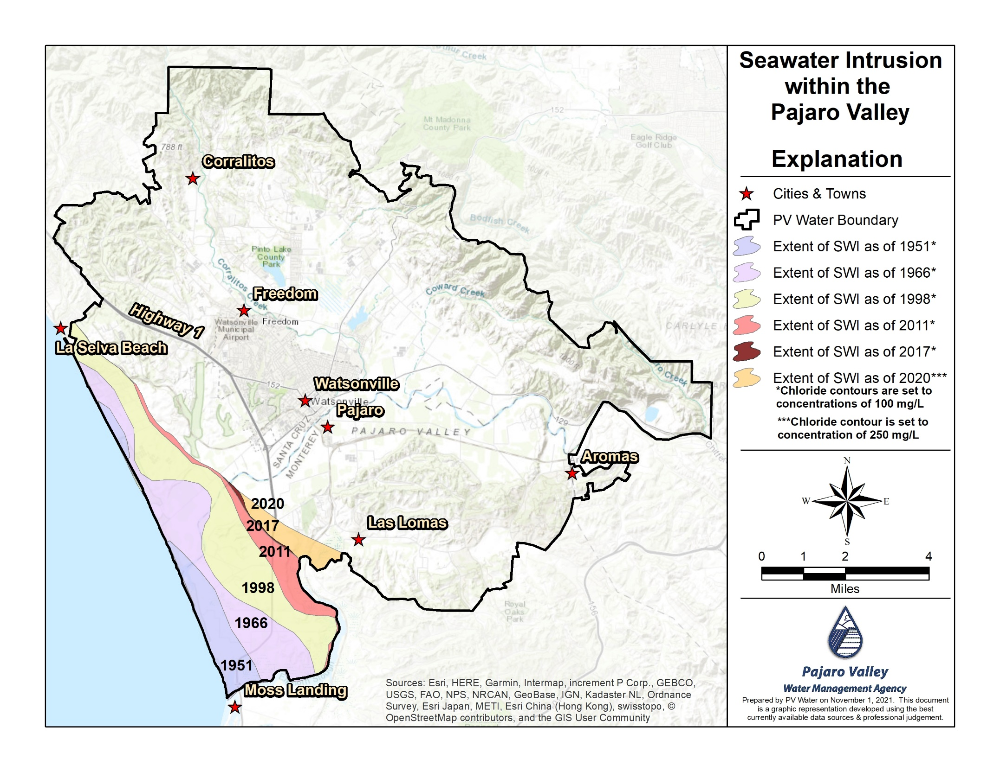 Seawater Intrusion
within the
Pajaro Valley
Explanation
Cities & Towns
PV Water Boundary
Extent of SWI as of 1951*
Extent of SWI as of 1966*
Extent of SWI as of 1998*
Extent of SWI as of 2011*
Extent of SWI as of 2017*
Extent of SWI as of 2020***
*Chloride contours are set to
concentrations of 100 mg/L
***Chloride contour is set to
concentration of 250 mg/L
N
W
E
S
0 1 2 4
Miles
Pajaro Valley
Water Management Agency
Prepared by PV Water on November 1, 2021. This document
is a graphic representation developed using the best
currently available data sources & professional judgement.
Creek
152
Mt Madonna
County Park
Eagle Ridge
Golf Club
788 ft
Corralitos
1600 ft
1000 ft
Bodfish Creek
Pinto Lake
County
Park
Corralitos Creek
Freedom
Coward Creek
Highway 1
Watsonville
Municipal
Airport
Freedom
CARLYLE
La Selva Beach
1000 ft
Creek
152
Watsonville
Watsonville
Pajaro
129
SANTA CRUZ
MONTEREY
PAJARO VALLEY
Aromas
2020
2017
2011
Las Lomas
1998
1966
1951
Royal
Oaks
Park
156
Moss Landing
Sources: Esri, HERE, Garmin, Intermap, increment P Corp., GEBCO,
USGS, FAO, NPS, NRCAN, GeoBase, IGN, Kadaster NL, Ordnance
Survey, Esri Japan, METI, Esri China (Hong Kong), swisstopo, ©
OpenStreetMap contributors, and the GIS User Community